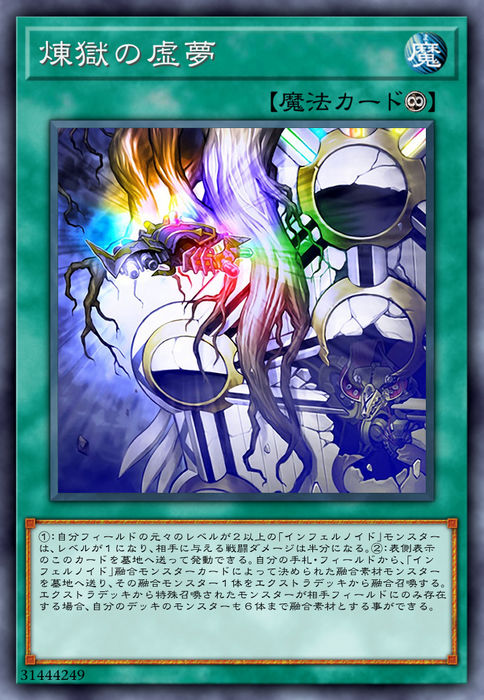 煉獄の虚夢
魔
【魔法カード♾】
①:自分フィールドの元々のレベルが2以上の「インフェルノイド」モンスター
は、レベルが1になり、相手に与える戦闘ダメージは半分になる。②:表側表示
のこのカードを墓地へ送って発動できる。自分の手札・フィールドから、「イン
フェルノイド」融合モンスターカードによって決められた融合素材モンスター
を墓地へ送り、その融合モンスター1体をエクストラデッキから融合召喚する。
エクストラデッキから特殊召喚されたモンスターが相手フィールドにのみ存在
する場合、自分のデッキのモンスターも6体まで融合素材とする事ができる。
31444249